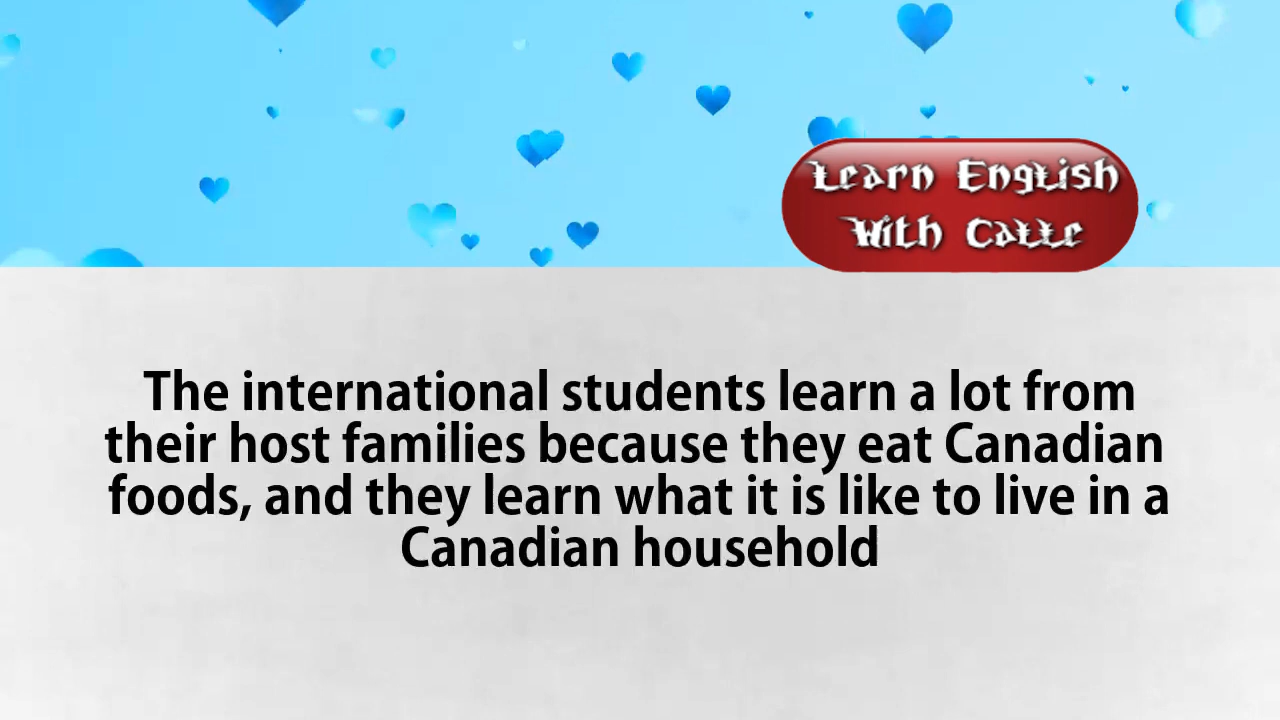 Learn English
With Calle
The international students learn a lot from
their host families because they eat Canadian
foods, and they learn what it is like to live in a
Canadian household